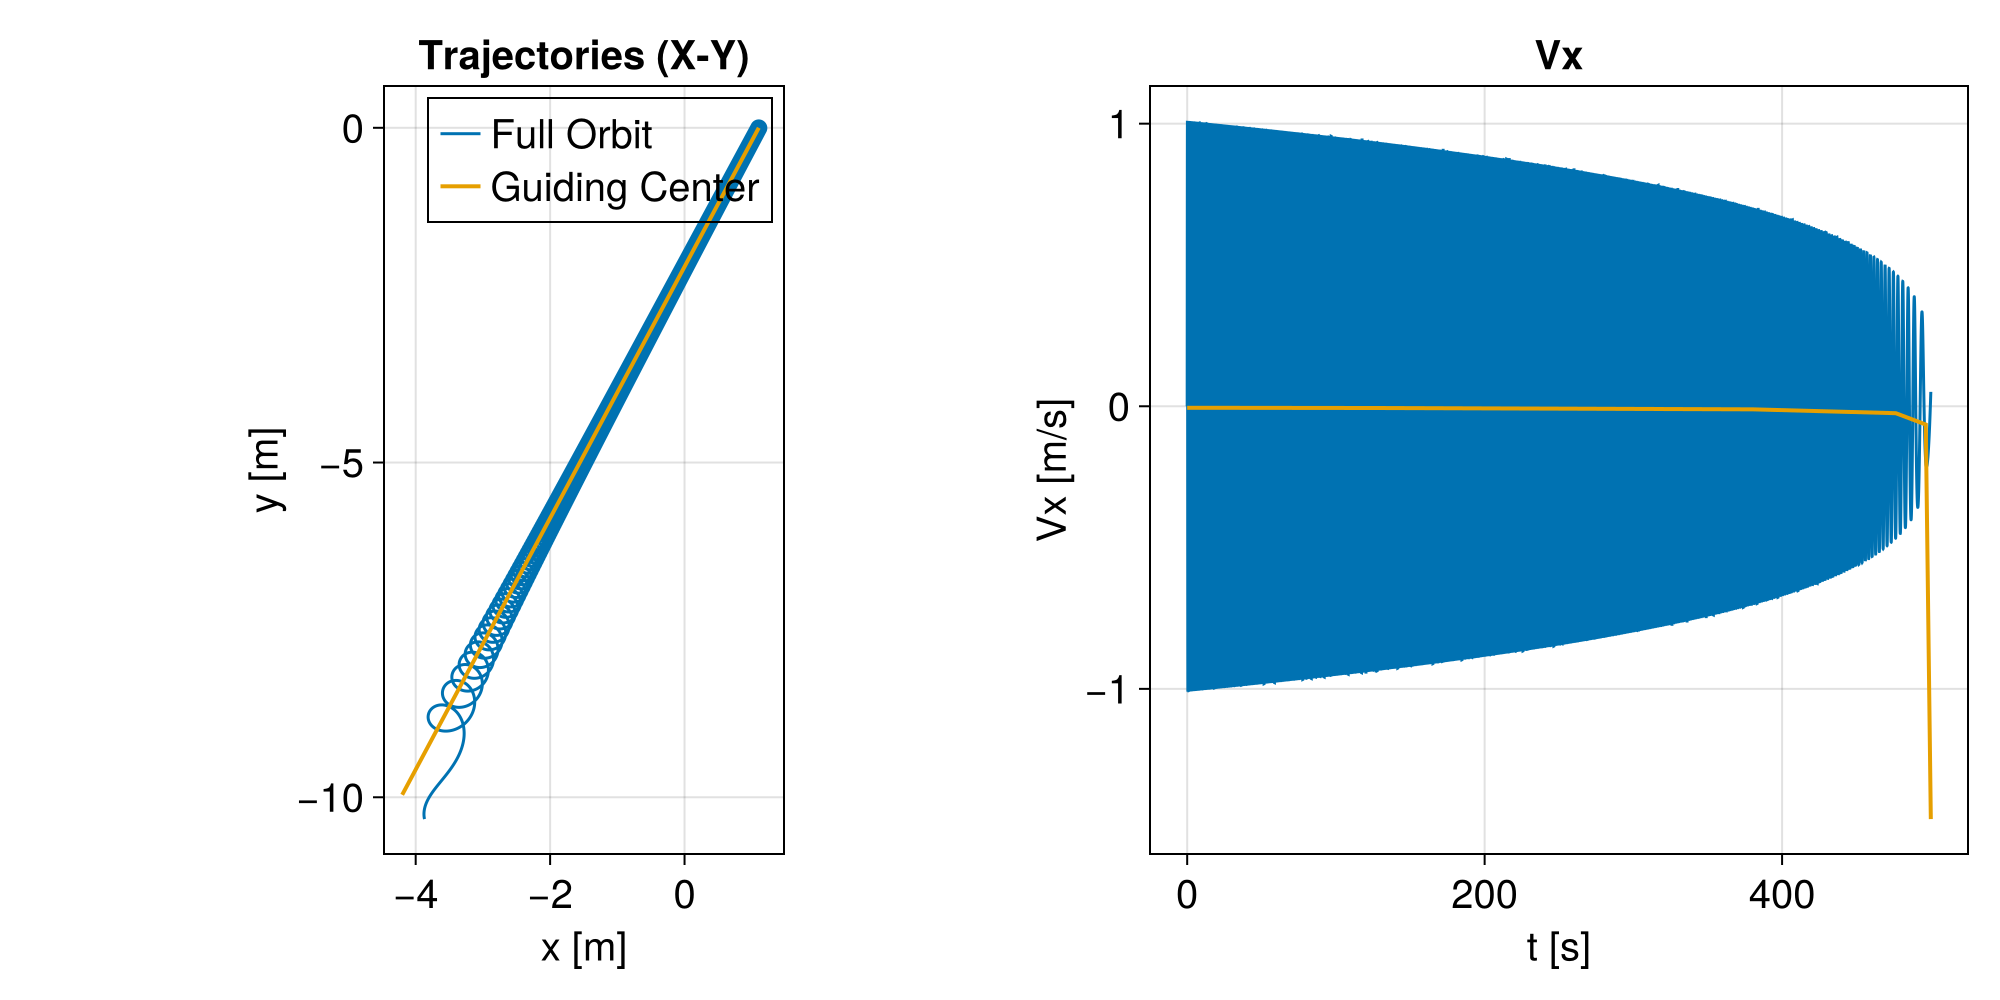 Trajectories (X-Y)
Full Orbit
Guiding Center
0
−5
−10
y [m]
−4
−2
0
x [m]
Vx
1
0
−1
Vx [m/s]
0
200
400
t [s]